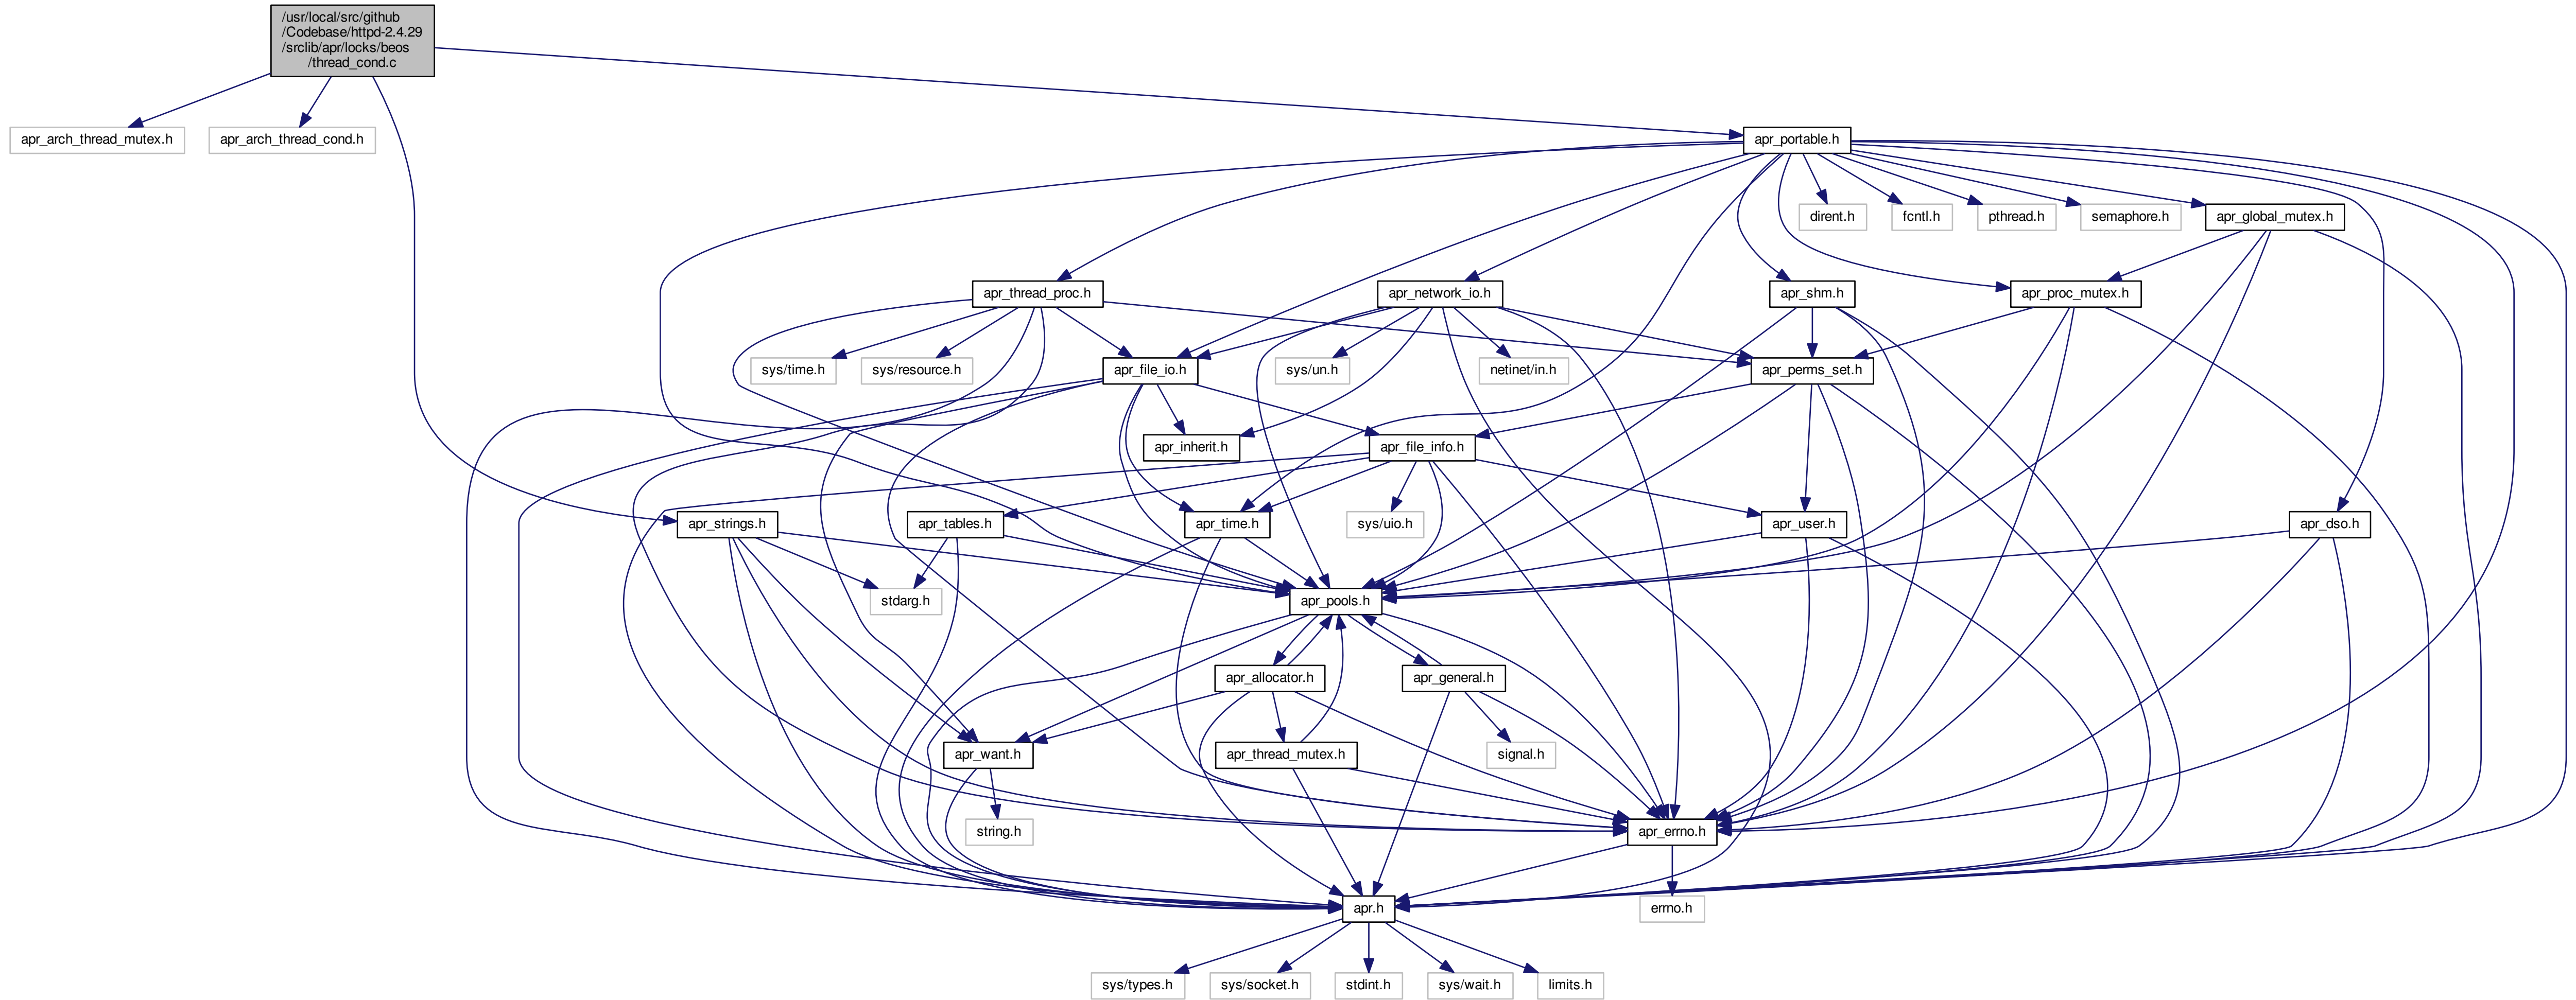 /usr/local/src/github
/Codebase/httpd-2.4.29
/srclib/apr/locks/beos
/thread_cond.c
apr_arch_thread_mutex.h
apr_arch_thread_cond.h
apr_portable.h
dirent.h
fcntl.h
pthread.h
semaphore.h
apr_global_mutex.h
apr_thread_proc.h
apr_network_io.h
apr_shm.h
apr_proc_mutex.h
sys/time.h
sys/resource.h
apr_file_io.h
sys/un.h
netinet/in.h
apr_perms_set.h
apr_inherit.h
apr_file_info.h
apr_strings.h
apr_tables.h
apr_time.h
sys/uio.h
apr_user.h
apr_dso.h
stdarg.h
apr_pools.h
apr_allocator.h
apr_general.h
apr_want.h
apr_thread_mutex.h
signal.h
string.h
apr_errno.h
apr.h
errno.h
sys/types.h
sys/socket.h
stdint.h
sys/wait.h
limits.h